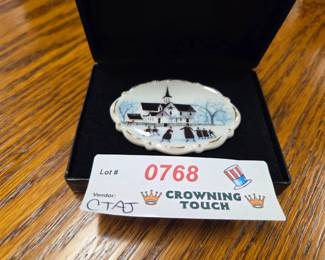 Lot #
0768
Vendor:
CTAJ
CROWNING
TOUCH